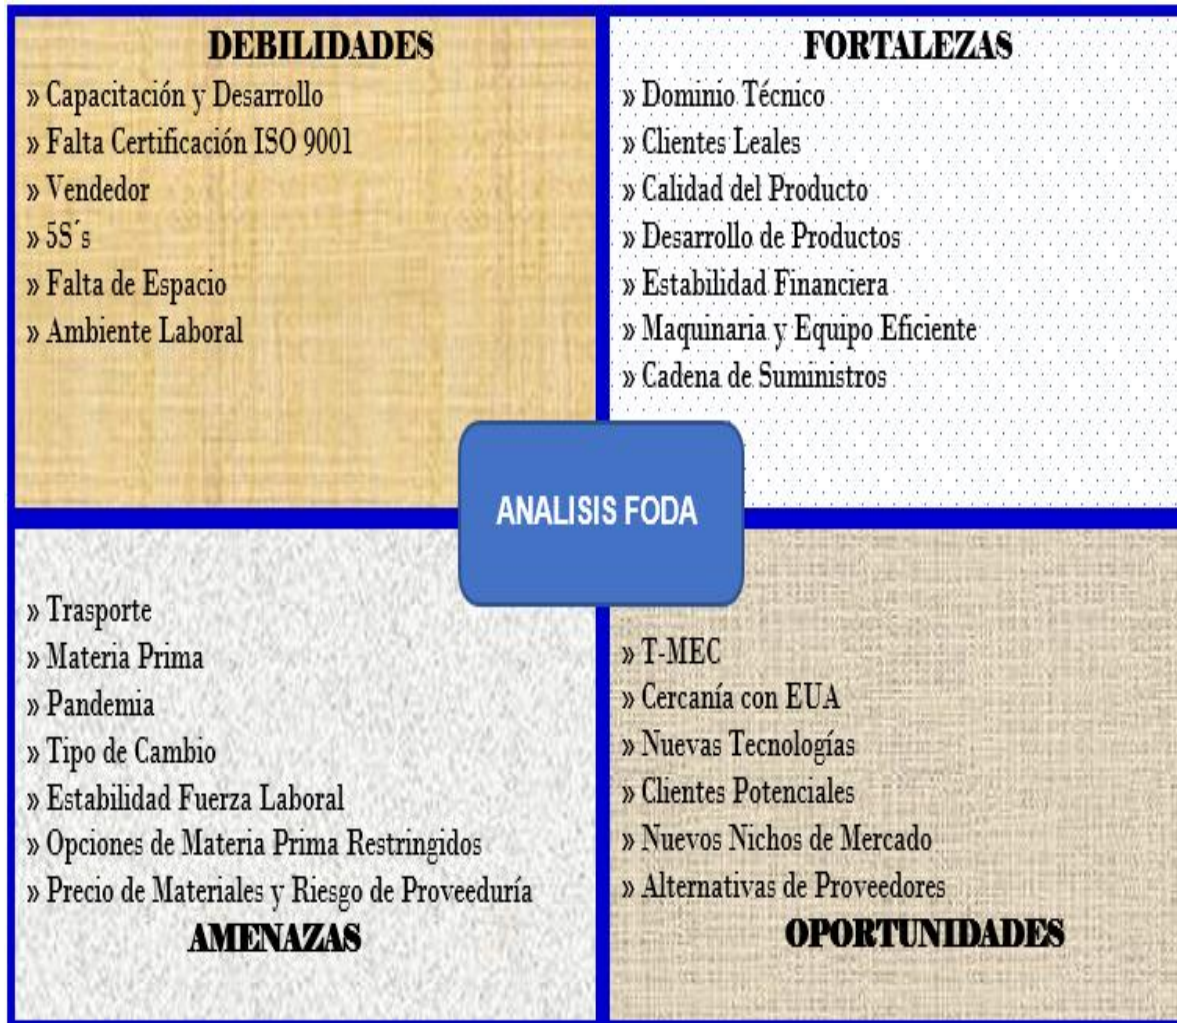 DEBILIDADES
» Capacitación y Desarrollo
» Falta Certificación ISO 9001
» Vendedor
» 5S´s
» Falta de Espacio
» Ambiente Laboral
FORTALEZAS
» Dominio Técnico
» Clientes Leales
» Calidad del Producto
» Desarrollo de Productos
» Estabilidad Financiera
» Maquinaria y Equipo Eficiente
» Cadena de Suministros
ANALISIS FODA
» Trasporte
» Materia Prima
» Pandemia
» Tipo de Cambio
» Estabilidad Fuerza Laboral
» Opciones de Materia Prima Restringidos
» Precio de Materiales y Riesgo de Proveeduría
AMENAZAS
» T-MEC
» Cercanía con EUA
» Nuevas Tecnologías
» Clientes Potenciales
» Nuevos Nichos de Mercado
» Alternativas de Proveedores
OPORTUNIDADES